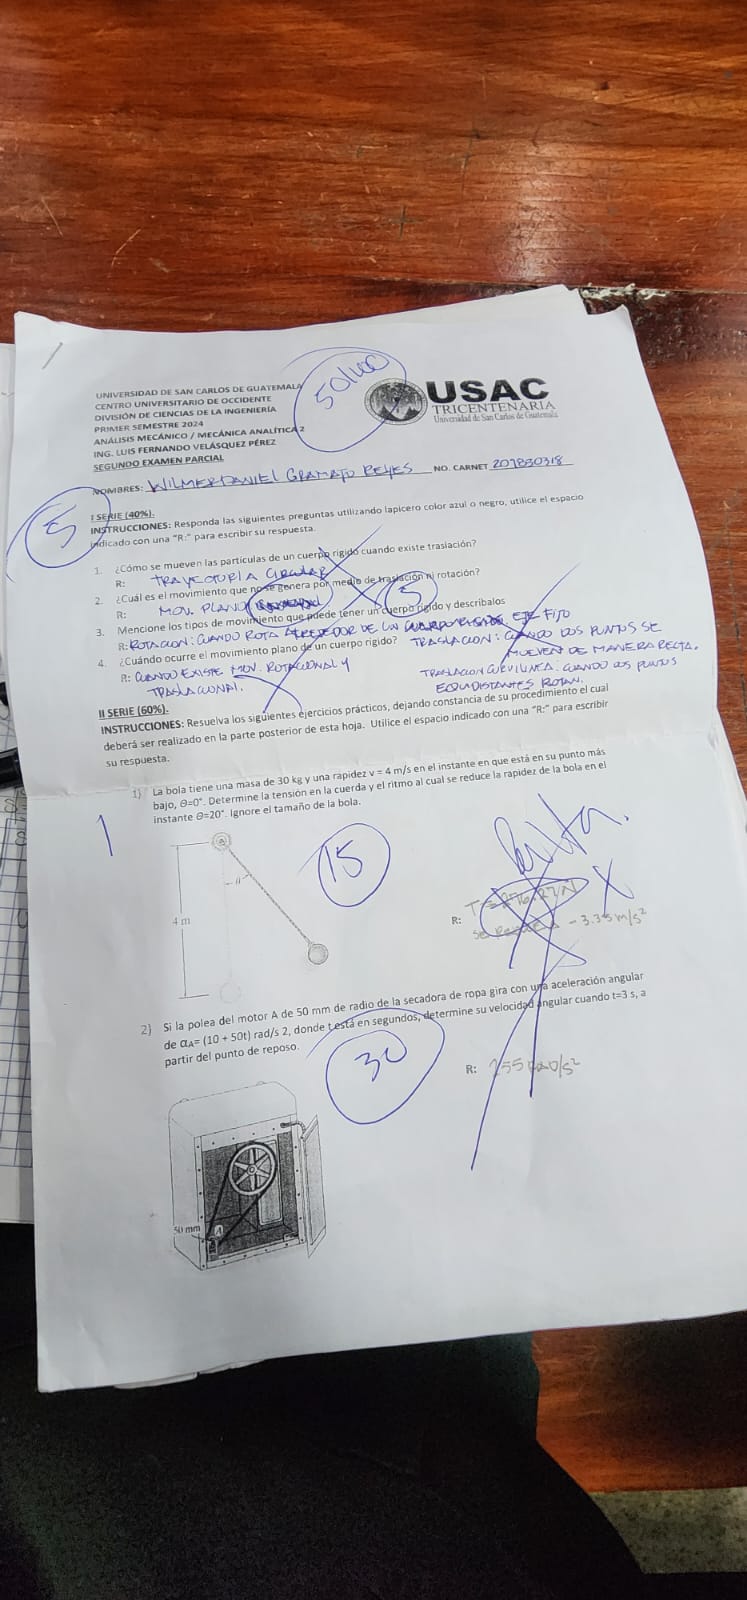 UNIVERSIDAD DE SAN CARLOS DE GUATEMALA
CENTRO UNIVERSITARIO DE OCCIDENTE
DIVISIÓN DE CIENCIAS DE LA INGENIERÍA
PRIMER SEMESTRE 2024
ANÁLISIS MECÁNICO / MECÁNICA ANALÍTICA 2
ING. LUIS FERNANDO VELÁSQUEZ PÉREZ
SEGUNDO EXAMEN PARCIAL
50/100
USAC
TRICENTENARIA
Universidad de San Carlos de Guatemala
NOMBRES: WILMER DANIEL GRAMAJO REYES NO. CARNET 201830318
5
I SERIE (40%).
INSTRUCCIONES: Responda las siguientes preguntas utilizando lapicero color azul o negro, utilice el espacio
indicado con una "R:" para escribir su respuesta.
1. ¿Cómo se mueven las partículas de un cuerpo rígido cuando existe traslación?
R: TRAYECTORIA CIRCULAR
2. ¿Cuál es el movimiento que no se genera por medio de traslación ni rotación?
R: MOV. PLANO
5
3. Mencione los tipos de movimiento que puede tener un cuerpo rígido y descríbalos
R: ROTACION: CUANDO ROTA ALREDEDOR DE UN EJE FIJO
TRASLACION: CUANDO DOS PUNTOS SE
MUEVEN DE MANERA RECTA.
TRASLACION CURVILINEA: CUANDO DOS PUNTOS
EQUIDISTANTES ROTAN.
4. ¿Cuándo ocurre el movimiento plano de un cuerpo rígido?
R: CUANDO EXISTE MOV. ROTACIONAL Y
TRASLACIONAL.
II SERIE (60%).
INSTRUCCIONES: Resuelva los siguientes ejercicios prácticos, dejando constancia de su procedimiento el cual
deberá ser realizado en la parte posterior de esta hoja. Utilice el espacio indicado con una "R:" para escribir
su respuesta.
1) La bola tiene una masa de 30 kg y una rapidez v = 4 m/s en el instante en que está en su punto más
bajo, θ=0°. Determine la tensión en la cuerda y el ritmo al cual se reduce la rapidez de la bola en el
instante θ=20°. Ignore el tamaño de la bola.
1
θ
4 m
15
R:
-3.35 m/s²
2) Si la polea del motor A de 50 mm de radio de la secadora de ropa gira con una aceleración angular
de αA= (10 + 50t) rad/s 2, donde t está en segundos, determine su velocidad angular cuando t=3 s, a
partir del punto de reposo.
30
R: 255 rad/s²
50 mm
A